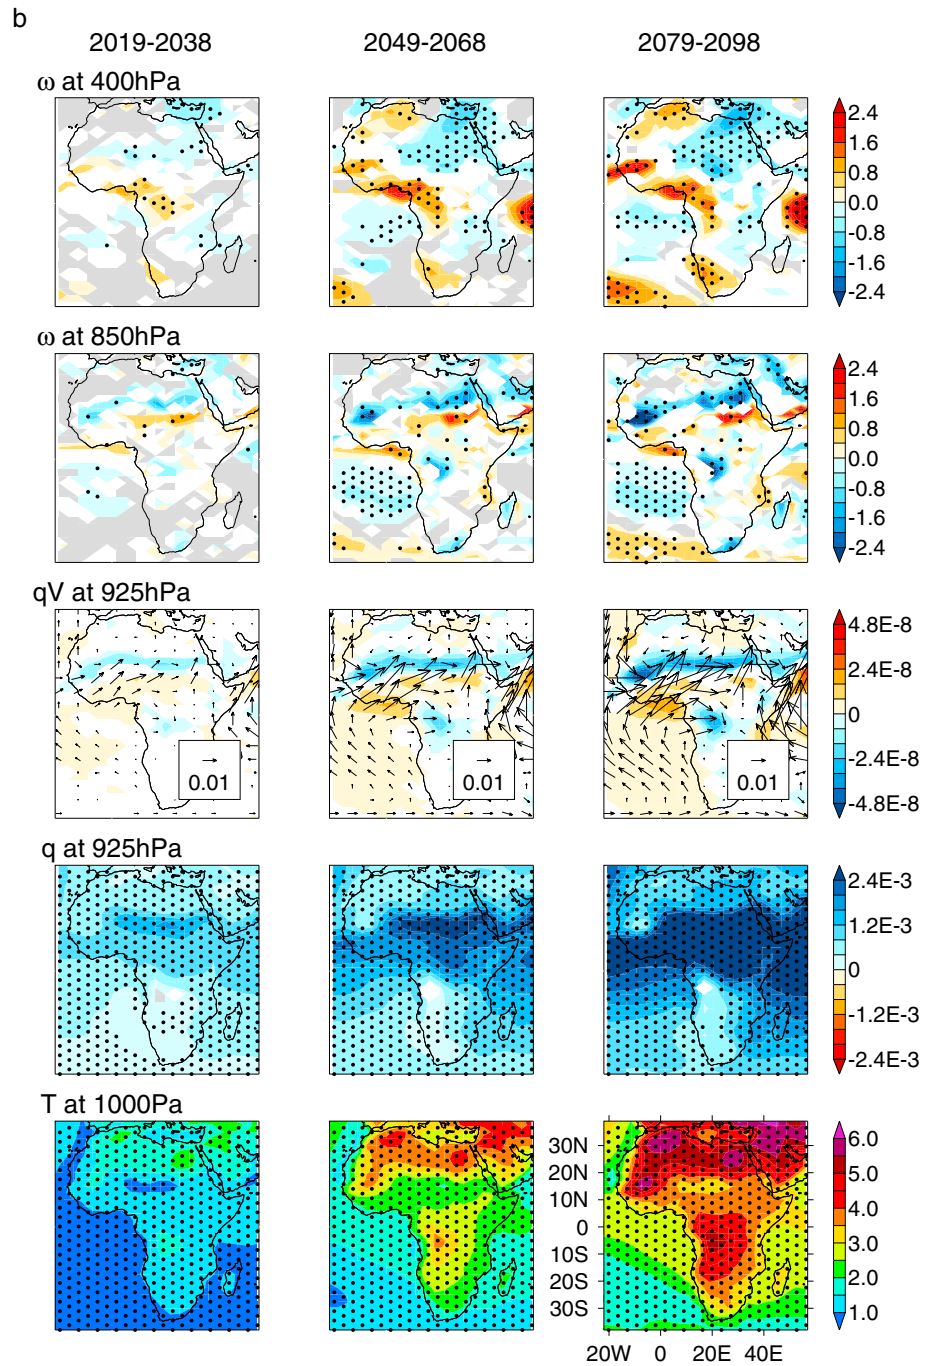 b
2019-2038 2049-2068 2079-2098
ω at 400hPa
2.4
1.6
0.8
0.0
-0.8
-1.6
-2.4
ω at 850hPa
2.4
1.6
0.8
0.0
-0.8
-1.6
-2.4
qV at 925hPa
4.8E-8
2.4E-8
0
-2.4E-8
-4.8E-8
0.01 0.01 0.01
q at 925hPa
2.4E-3
1.2E-3
0
-1.2E-3
-2.4E-3
T at 1000Pa
30N
20N
10N
0
10S
20S
30S
20W 0 20E 40E
6.0
5.0
4.0
3.0
2.0
1.0